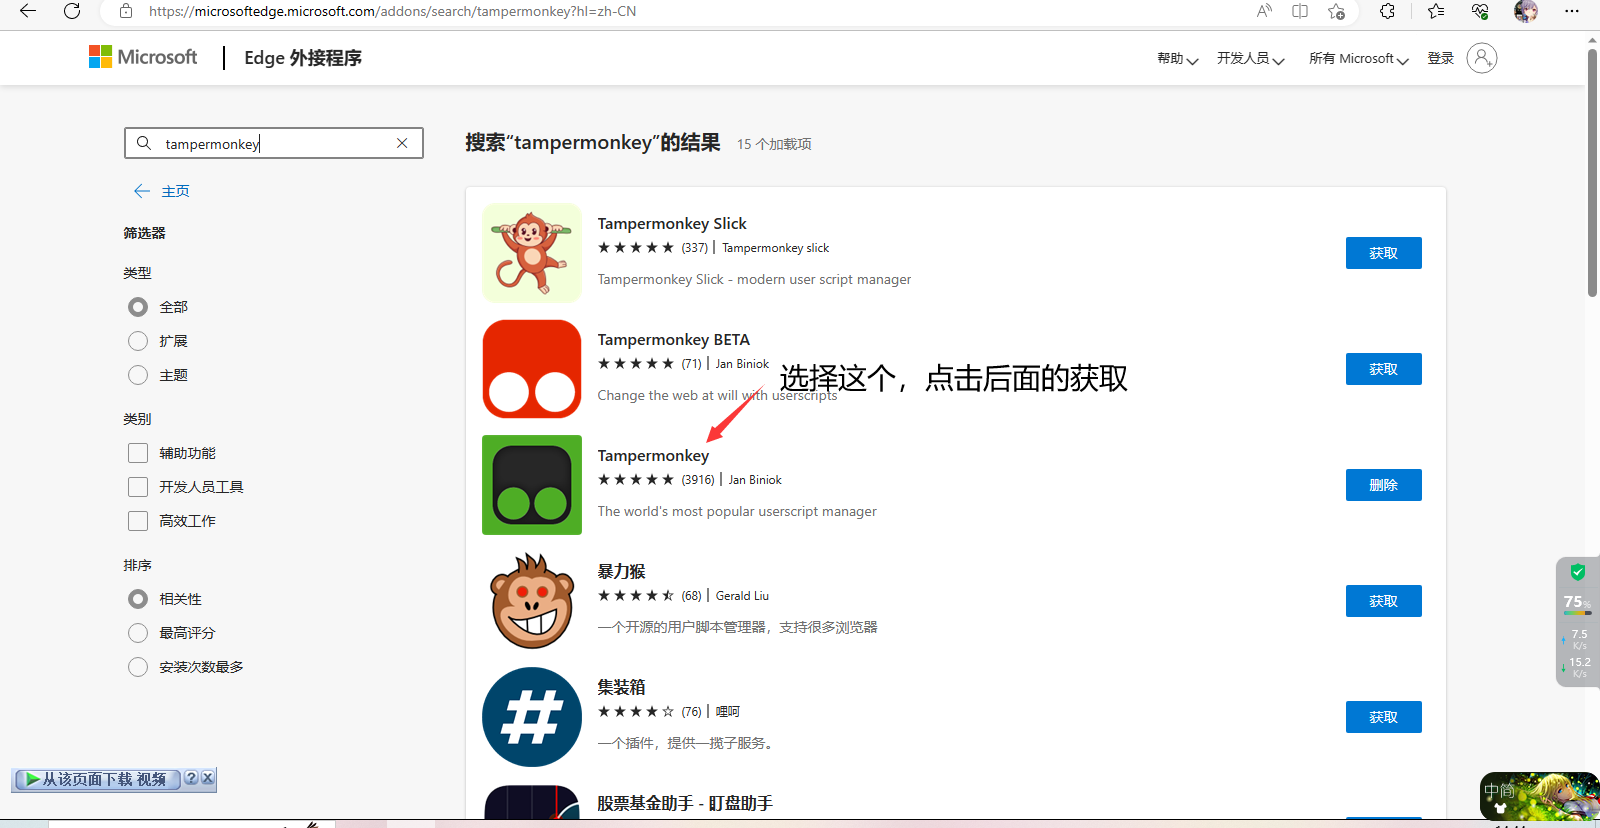 https://microsoftedge.microsoft.com/addons/search/tampermonkey?hl=zh-CN
Microsoft
Edge 外接程序
帮助
开发人员
所有 Microsoft
登录
tampermonkey
主页
筛选器
类型
全部
扩展
主题
类别
辅助功能
开发人员工具
高效工作
排序
相关性
最高评分
安装次数最多
搜索“tampermonkey”的结果 15 个加载项
Tampermonkey Slick
(337) | Tampermonkey slick
Tampermonkey Slick - modern user script manager
获取
Tampermonkey BETA
(71) | Jan Biniok
Change the web at will with userscripts
获取
选择这个，点击后面的获取
Tampermonkey
(3916) | Jan Biniok
The world's most popular userscript manager
删除
暴力猴
(68) | Gerald Liu
一个开源的用户脚本管理器，支持很多浏览器
获取
集装箱
(76) | 哩呵
一个插件，提供一揽子服务。
获取
股票基金助手 - 盯盘助手
75%
7.5
K/s
15.2
K/s
从该页面下载 视频
中简